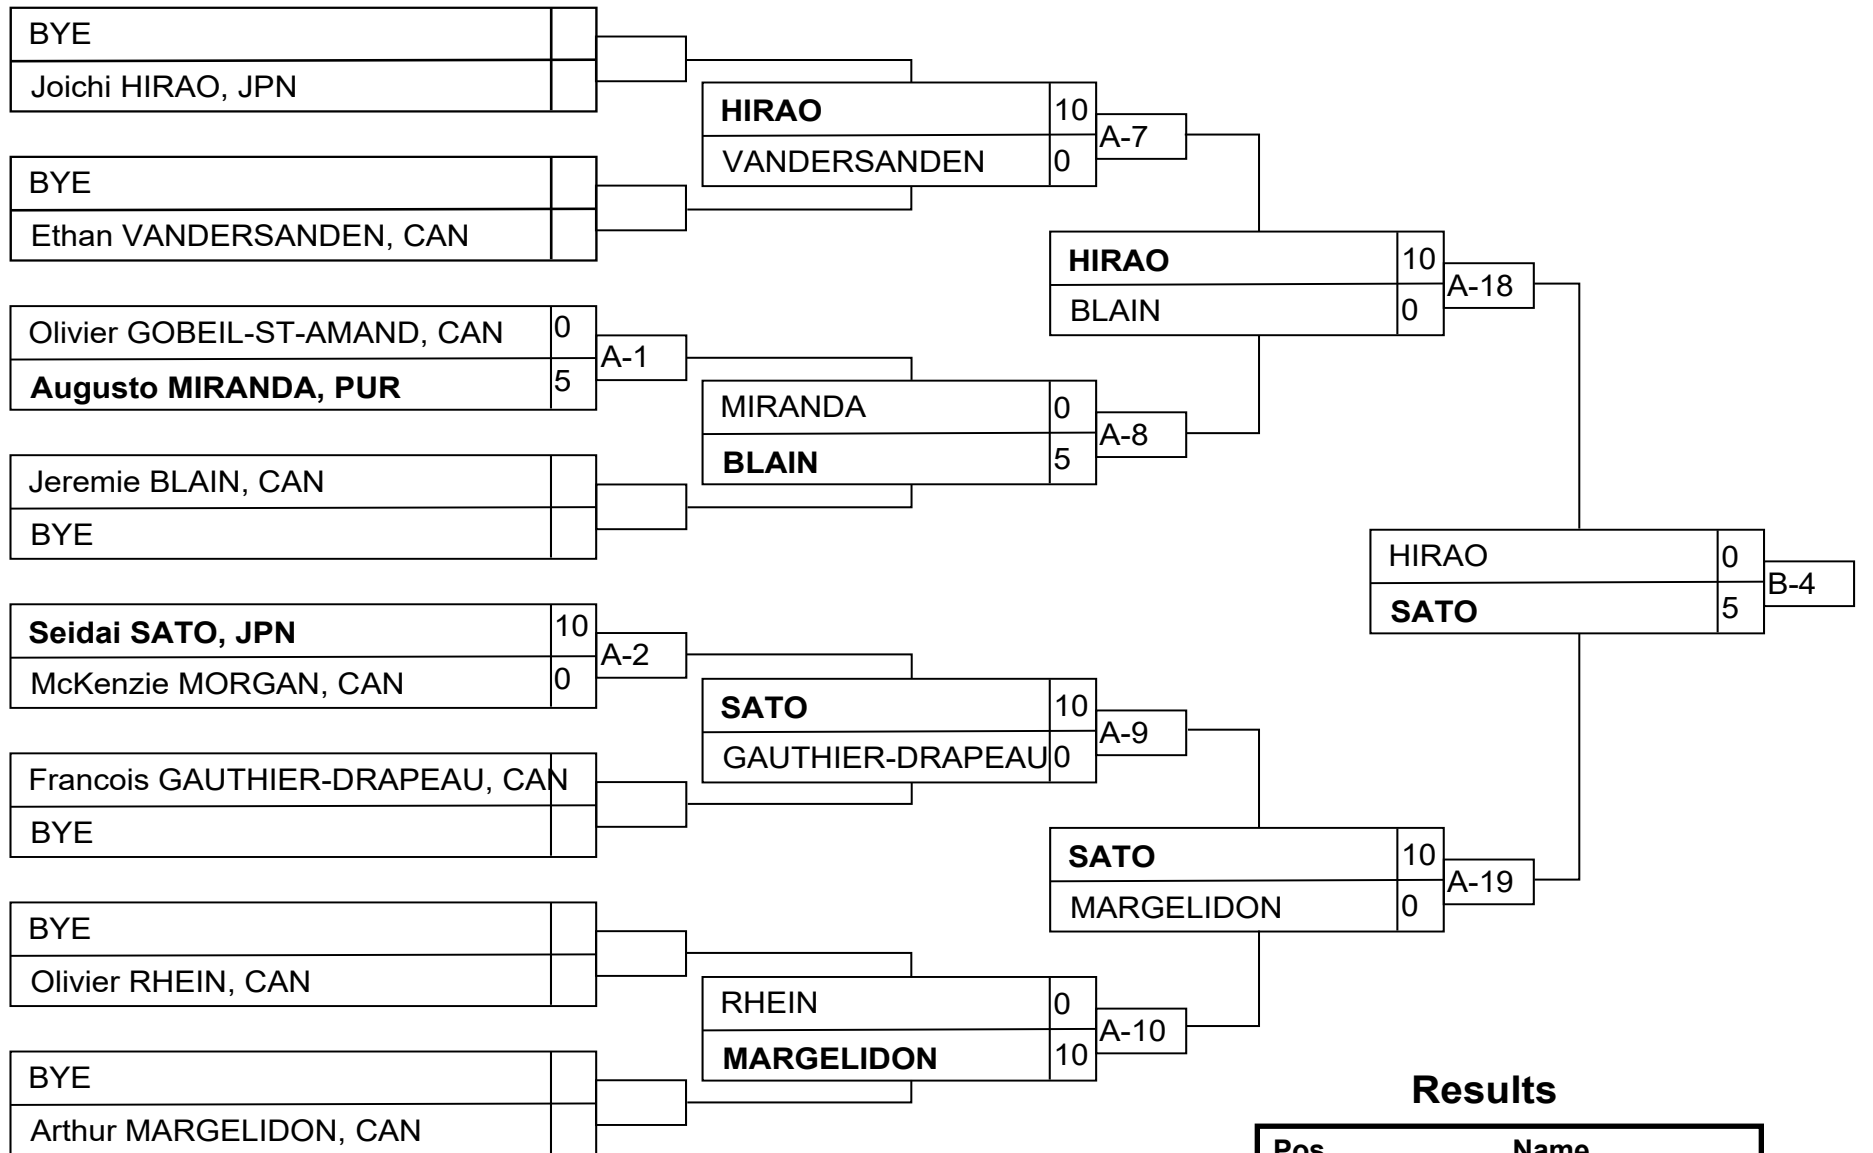 BYE
Joichi HIRAO, JPN
HIRAO 10
VANDERSANDEN 0
A-7
BYE
Ethan VANDERSANDEN, CAN
HIRAO 10
BLAIN 0
A-18
Olivier GOBEIL-ST-AMAND, CAN 0
Augusto MIRANDA, PUR 5
A-1
MIRANDA 0
BLAIN 5
A-8
Jeremie BLAIN, CAN
BYE
HIRAO 0
SATO 5
B-4
Seidai SATO, JPN 10
McKenzie MORGAN, CAN 0
A-2
SATO 10
GAUTHIER-DRAPEAU 0
A-9
Francois GAUTHIER-DRAPEAU, CAN
BYE
SATO 10
MARGELIDON 0
A-19
BYE
Olivier RHEIN, CAN
RHEIN 0
MARGELIDON 10
A-10
BYE
Arthur MARGELIDON, CAN
Results
Pos Name